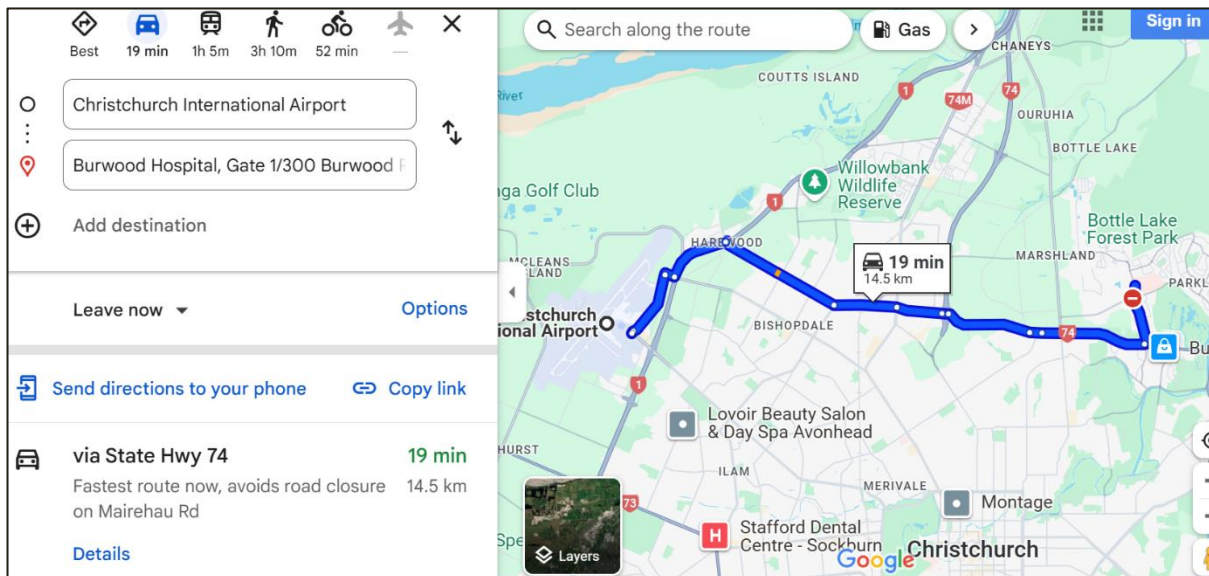 Best
19 min
1h 5m
3h 10m
52 min
—
Christchurch International Airport
Burwood Hospital, Gate 1/300 Burwood
Add destination
Leave now
Options
Send directions to your phone
Copy link
via State Hwy 74
19 min
Fastest route now, avoids road closure
14.5 km
on Mairehau Rd
Details
Search along the route
Gas
Sign in
CHANEYS
River
COUTTS ISLAND
1
74M
74
OURUHIA
BOTTLE LAKE
Willowbank
Wildlife
Reserve
nga Golf Club
1
Bottle Lake
Forest Park
HAREWOOD
MARSHLAND
MCLEANS
LAND
19 min
14.5 km
PARKL
stchurch
onal Airport
BISHOPDALE
74
Bu
1
Lovoir Beauty Salon
& Day Spa Avonhead
HURST
ILAM
MERIVALE
73
Montage
Spe
H
Stafford Dental
Centre - Sockburn
Layers
Google
Christchurch